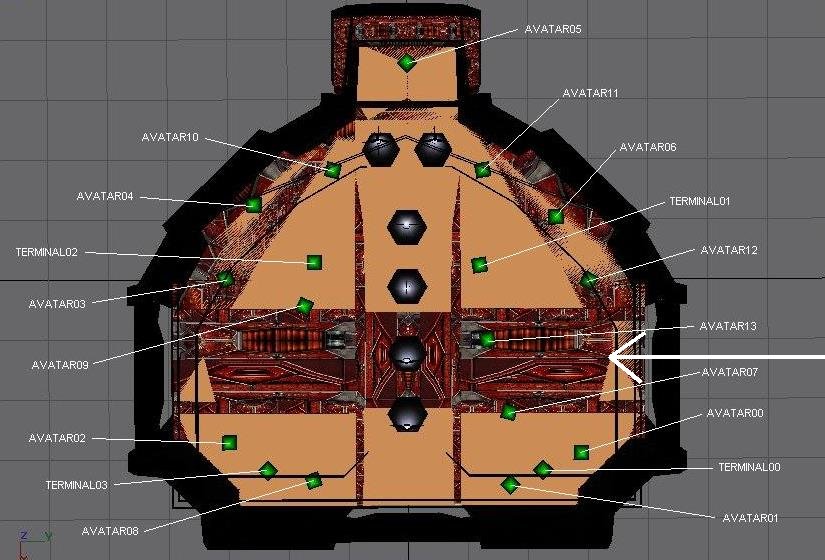 AVATAR05
AVATAR11
AVATAR10
AVATAR06
AVATAR04
TERMINAL01
TERMINAL02
AVATAR12
AVATAR03
AVATAR13
AVATAR09
AVATAR07
AVATAR00
AVATAR02
TERMINAL00
TERMINAL03
AVATAR01
AVATAR08
Z Y
X